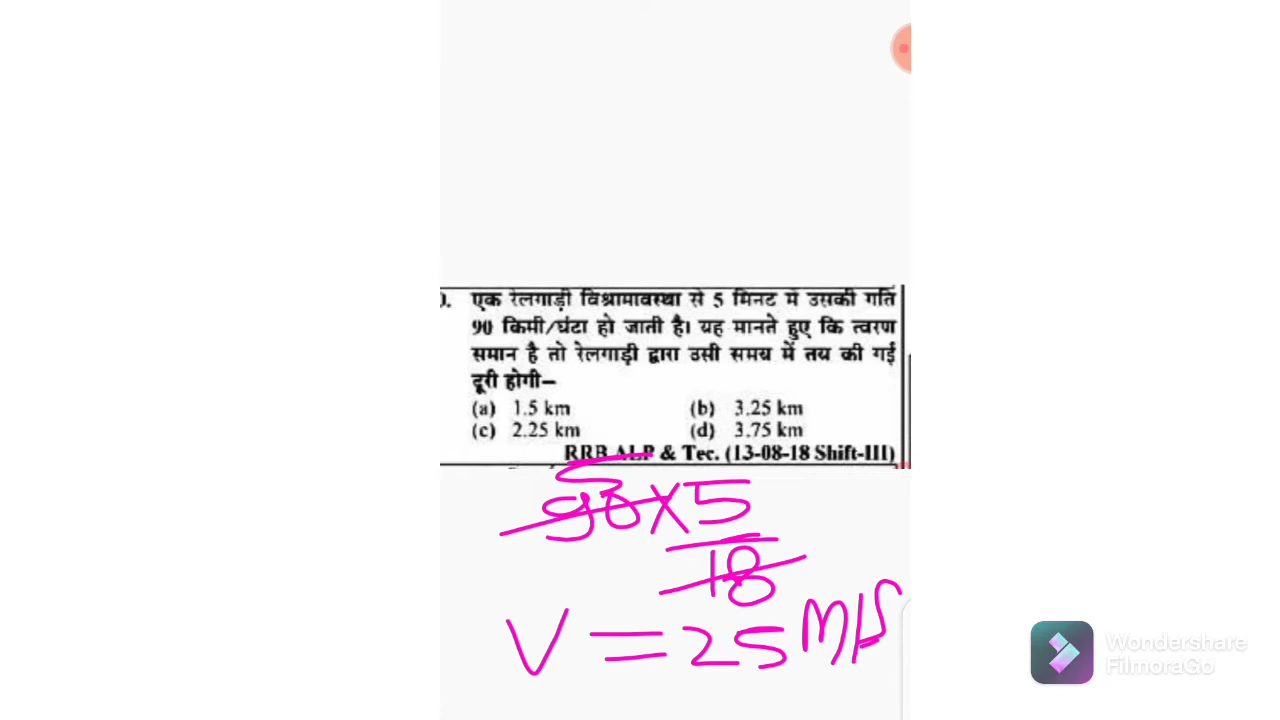 0. एक रेलगाड़ी विश्रामावस्था से 5 मिनट में उसकी गति
90 किमी/घंटा हो जाती है। यह मानते हुए कि त्वरण
समान है तो रेलगाड़ी द्वारा उसी समय में तय की गई
दूरी होगी–
(a) 1.5 km (b) 3.25 km
(c) 2.25 km (d) 3.75 km
RRB ALP & Tec. (13-08-18 Shift-III)
90 × 5
18
V = 25 m/s
Wondershare
FilmoraGo